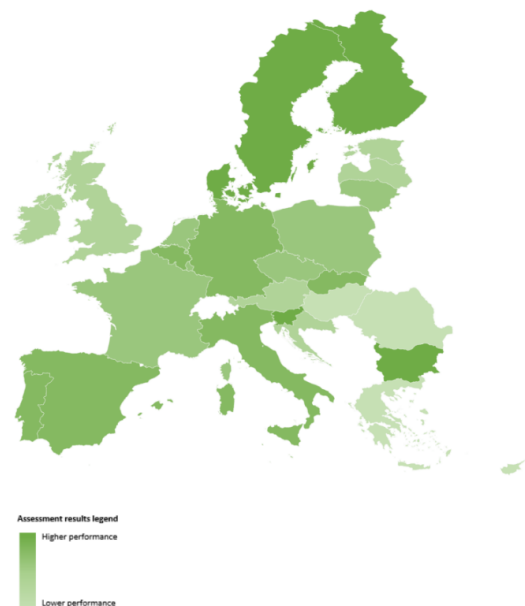 Assessment results legend
Higher performance
Lower performance